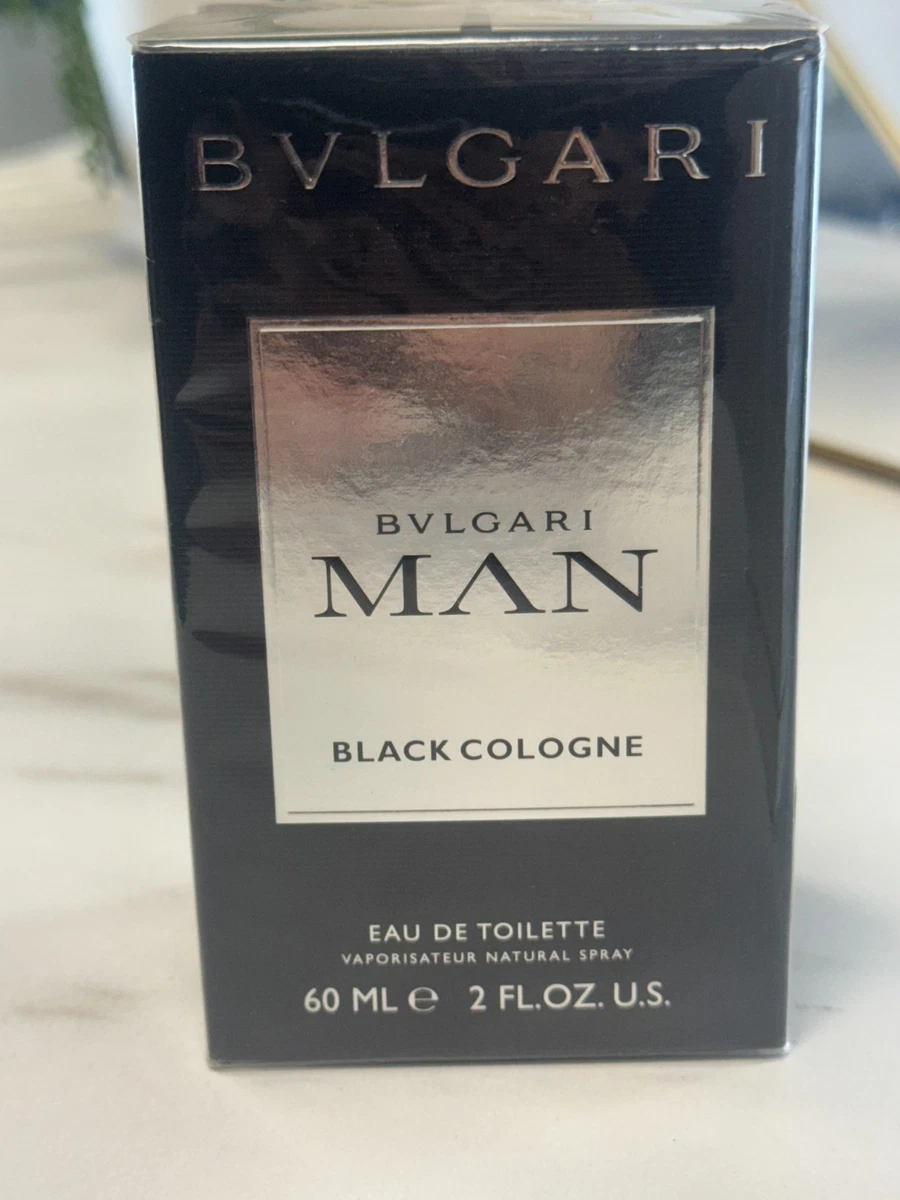 BVLGARI
BVLGARI
MAN
BLACK COLOGNE
EAU DE TOILETTE
VAPORISATEUR NATURAL SPRAY
60 ML ℮ 2 FL.OZ. U.S.